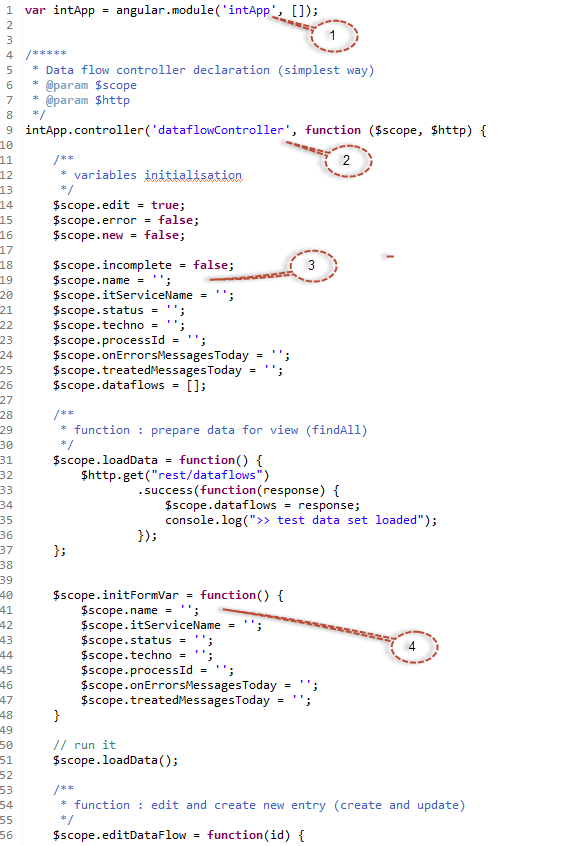 1 var intApp = angular.module('intApp', []);
1
2
3
4 /*****
5  * Data flow controller declaration (simplest way)
6  * @param $scope
7  * @param $http
8  */
9 intApp.controller('dataflowController', function ($scope, $http) {
10
2
11     /**
12      * variables initialisation
13      */
14     $scope.edit = true;
15     $scope.error = false;
16     $scope.new = false;
17
18     $scope.incomplete = false;
3
19     $scope.name = '';
20     $scope.itServiceName = '';
21     $scope.status = '';
22     $scope.techno = '';
23     $scope.processId = '';
24     $scope.onErrorsMessagesToday = '';
25     $scope.treatedMessagesToday = '';
26     $scope.dataflows = [];
27
28     /**
29      * function : prepare data for view (findAll)
30      */
31     $scope.loadData = function() {
32         $http.get("rest/dataflows")
33                 .success(function(response) {
34                     $scope.dataflows = response;
35                     console.log(">> test data set loaded");
36                 });
37     };
38
39
40     $scope.initFormVar = function() {
41         $scope.name = '';
42         $scope.itServiceName = '';
43         $scope.status = '';
4
44         $scope.techno = '';
45         $scope.processId = '';
46         $scope.onErrorsMessagesToday = '';
47         $scope.treatedMessagesToday = '';
48     }
49
50     // run it
51     $scope.loadData();
52
53     /**
54      * function : edit and create new entry (create and update)
55      */
56     $scope.editDataFlow = function(id) {